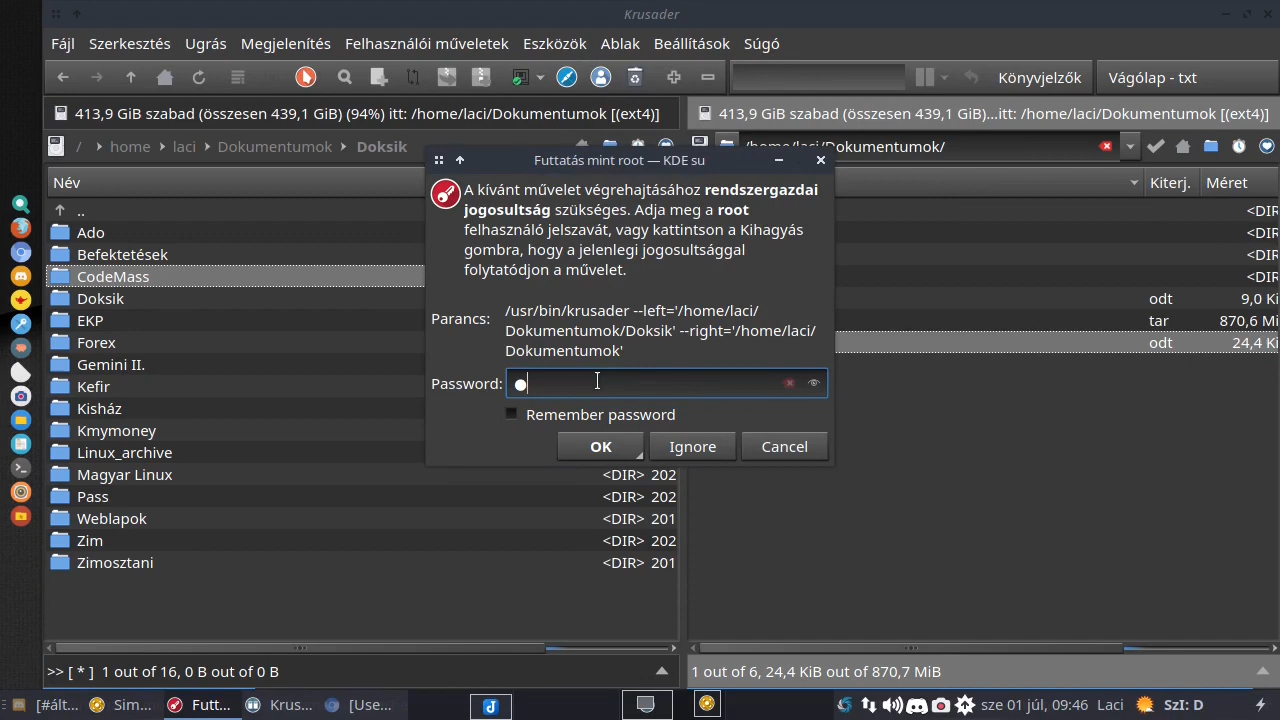 Krusader
Fájl Szerkesztés Ugrás Megjelenítés Felhasználói műveletek Eszközök Ablak Beállítások Súgó
Könyvjelzők Vágólap - txt
413,9 GiB szabad (összesen 439,1 GiB) (94%) itt: /home/laci/Dokumentumok [(ext4)]
413,9 GiB szabad (összesen 439,1 GiB)...itt: /home/laci/Dokumentumok [(ext4)]
/ home laci Dokumentumok Doksik
/home/laci/Dokumentumok/
Név
Kiterj. Méret
..
Ado
Befektetések
CodeMass
Doksik
EKP
Forex
Gemini II.
Kefir
Kisház
Kmymoney
Linux_archive
Magyar Linux <DIR> 202
Pass <DIR> 202
Weblapok <DIR> 201
Zim <DIR> 202
Zimosztani <DIR> 201
<DIR>
<DIR>
<DIR>
<DIR>
odt 9,0 Ki
tar 870,6 Mi
odt 24,4 Ki
Futtatás mint root — KDE su
A kívánt művelet végrehajtásához rendszergazdai
jogosultság szükséges. Adja meg a root
felhasználó jelszavát, vagy kattintson a Kihagyás
gombra, hogy a jelenlegi jogosultsággal
folytatódjon a művelet.
Parancs: /usr/bin/krusader --left='/home/laci/
Dokumentumok/Doksik' --right='/home/laci/
Dokumentumok'
Password:
Remember password
OK Ignore Cancel
>> [ * ] 1 out of 16, 0 B out of 0 B
1 out of 6, 24,4 KiB out of 870,7 MiB
[#ált... Sim... Futt... Krus... [Use... sze 01 júl, 09:46 Laci SZÍ: D